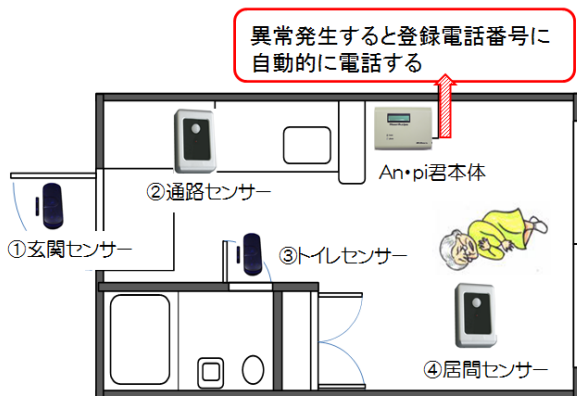 異常発生すると登録電話番号に
自動的に電話する
An・pi君本体
②通路センサー
①玄関センサー
③トイレセンサー
④居間センサー